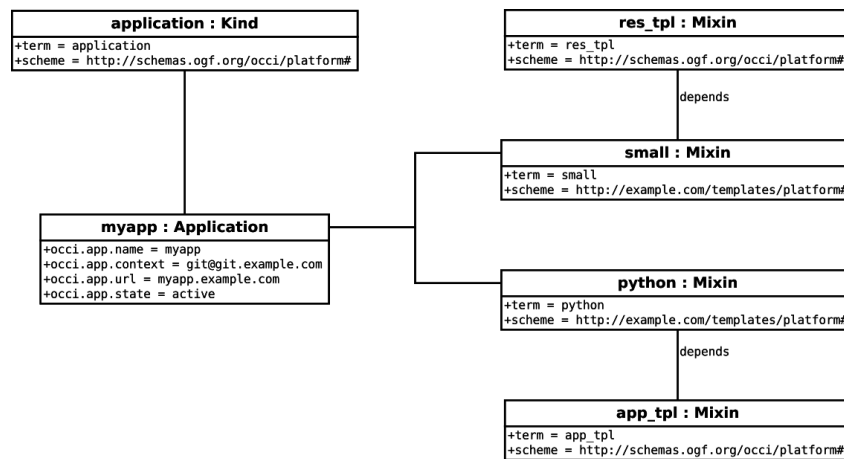 application : Kind
+term = application
+scheme = http://schemas.ogf.org/occi/platform#
res_tpl : Mixin
+term = res_tpl
+scheme = http://schemas.ogf.org/occi/platform#
depends
small : Mixin
+term = small
+scheme = http://example.com/templates/platform#
myapp : Application
+occi.app.name = myapp
+occi.app.context = git@git.example.com
+occi.app.url = myapp.example.com
+occi.app.state = active
python : Mixin
+term = python
+scheme = http://example.com/templates/platform#
depends
app_tpl : Mixin
+term = app_tpl
+scheme = http://schemas.ogf.org/occi/platform#